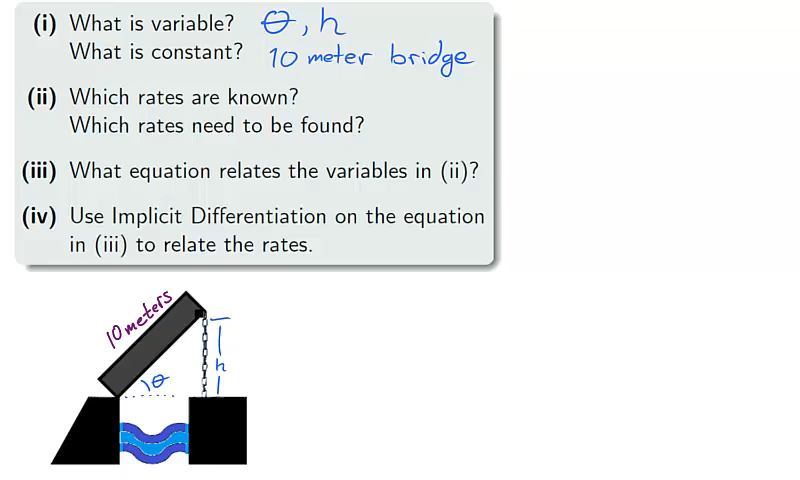 (i) What is variable? θ, h
What is constant? 10 meter bridge
(ii) Which rates are known?
Which rates need to be found?
(iii) What equation relates the variables in (ii)?
(iv) Use Implicit Differentiation on the equation
in (iii) to relate the rates.
10 meters
h
θ